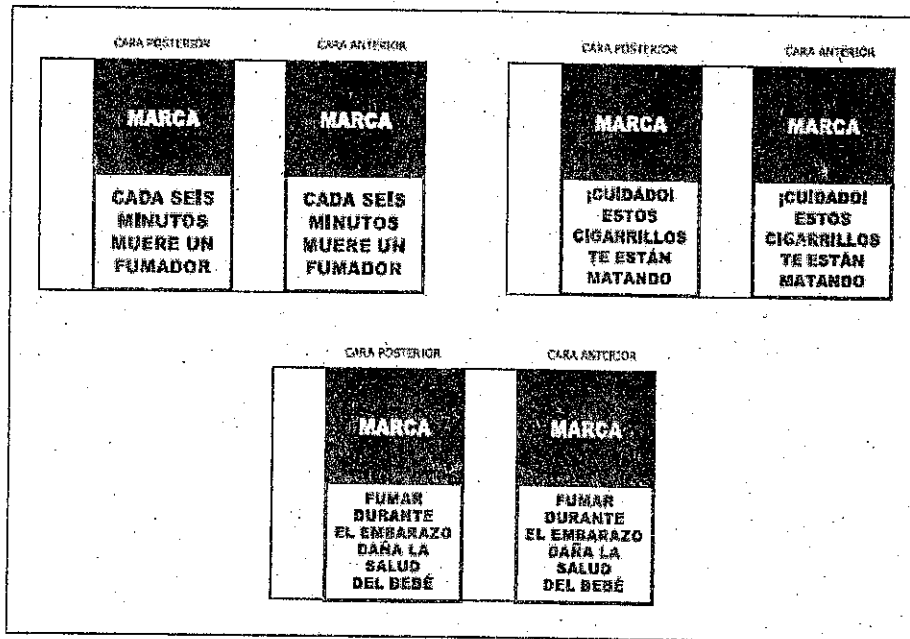 CARA POSTERIOR
CARA ANTERIOR
MARCA
MARCA
CADA SEIS
MINUTOS
MUERE UN
FUMADOR
CADA SEIS
MINUTOS
MUERE UN
FUMADOR
CARA POSTERIOR
CARA ANTERIOR
MARCA
MARCA
¡CUIDADO!
ESTOS
CIGARRILLOS
TE ESTÁN
MATANDO
¡CUIDADO!
ESTOS
CIGARRILLOS
TE ESTÁN
MATANDO
CARA POSTERIOR
CARA ANTERIOR
MARCA
MARCA
FUMAR
DURANTE
EL EMBARAZO
DAÑA LA
SALUD
DEL BEBÉ
FUMAR
DURANTE
EL EMBARAZO
DAÑA LA
SALUD
DEL BEBÉ